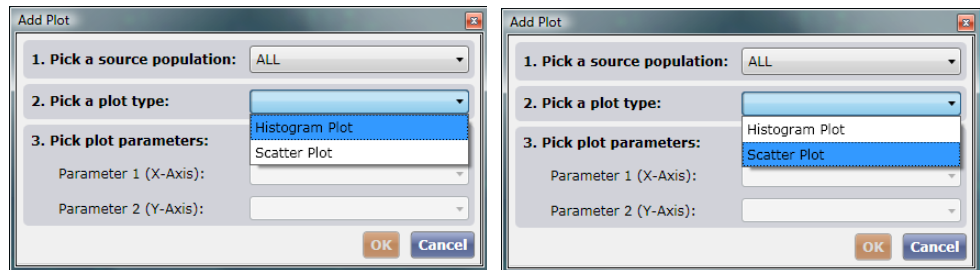 Add Plot
1. Pick a source population: ALL
2. Pick a plot type:
Histogram Plot
3. Pick plot parameters:
Scatter Plot
Parameter 1 (X-Axis):
Parameter 2 (Y-Axis):
OK Cancel
Add Plot
1. Pick a source population: ALL
2. Pick a plot type:
Histogram Plot
3. Pick plot parameters:
Scatter Plot
Parameter 1 (X-Axis):
Parameter 2 (Y-Axis):
OK Cancel